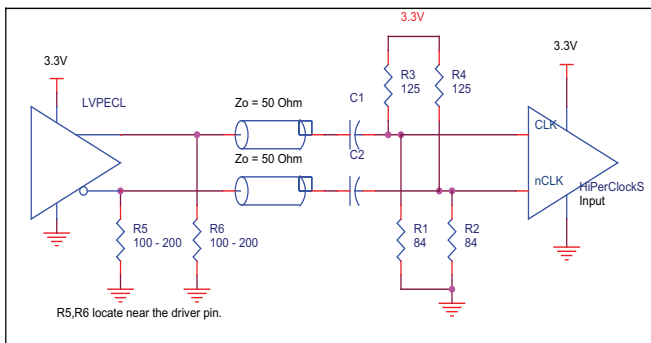 3.3V
3.3V
3.3V
LVPECL
R3
125
R4
125
Zo = 50 Ohm
C1
CLK
Zo = 50 Ohm
C2
nCLK
HiPerClockS
Input
R5
100 - 200
R6
100 - 200
R1
84
R2
84
R5,R6 locate near the driver pin.